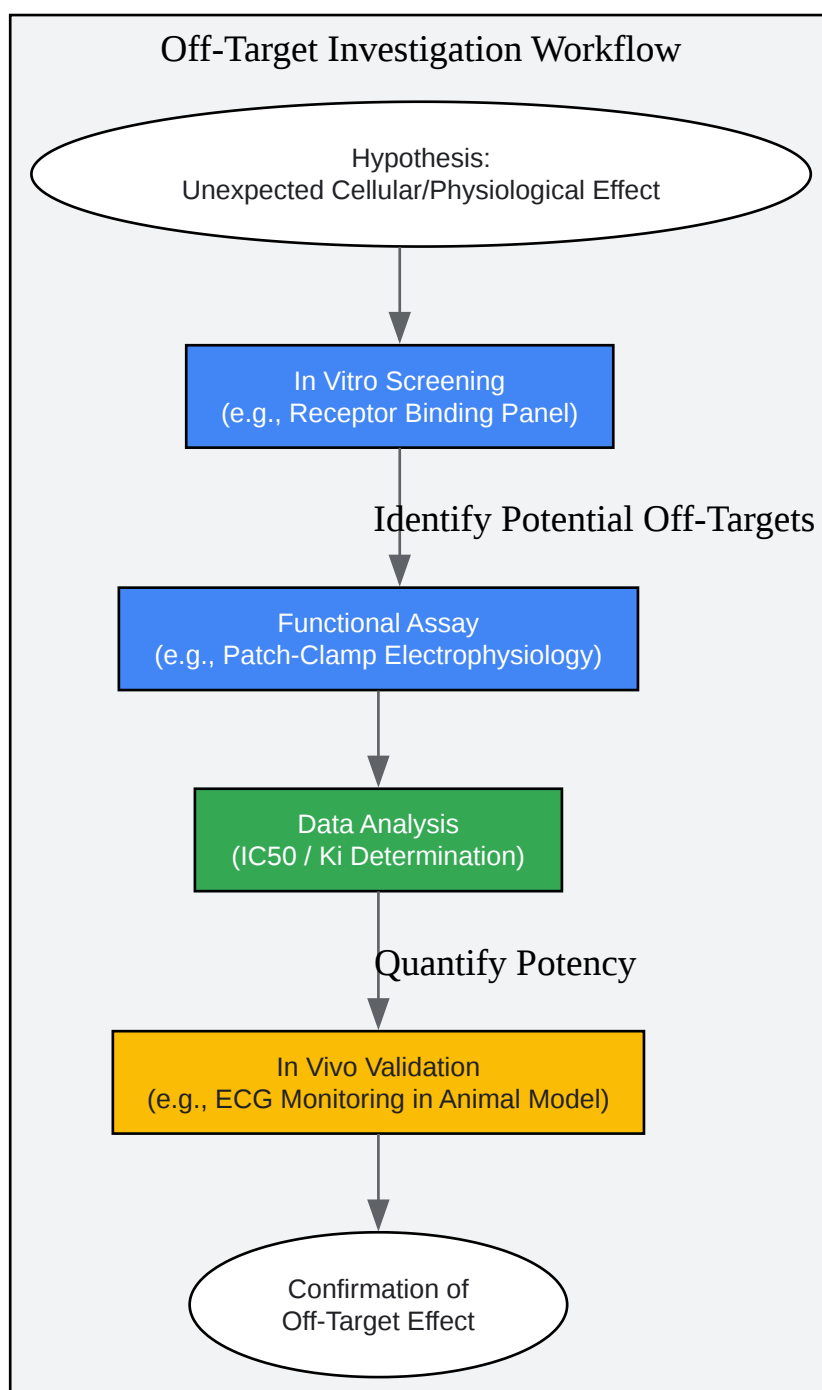 Off-Target Investigation Workflow
Hypothesis:
Unexpected Cellular/Physiological Effect
In Vitro Screening
(e.g., Receptor Binding Panel)
Identify Potential Off-Targets
Functional Assay
(e.g., Patch-Clamp Electrophysiology)
Data Analysis
(IC50 / Ki Determination)
Quantify Potency
In Vivo Validation
(e.g., ECG Monitoring in Animal Model)
Confirmation of
Off-Target Effect